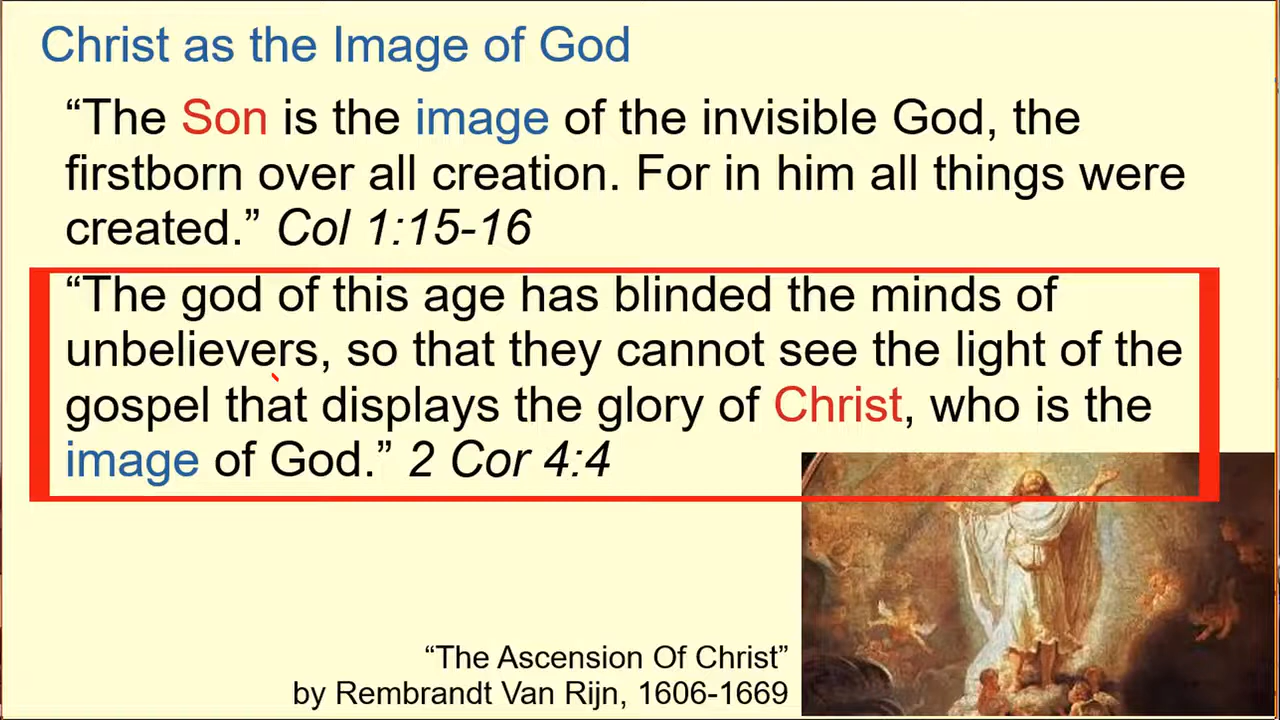 Christ as the Image of God
“The Son is the image of the invisible God, the
firstborn over all creation. For in him all things were
created.” Col 1:15-16
“The god of this age has blinded the minds of
unbelievers, so that they cannot see the light of the
gospel that displays the glory of Christ, who is the
image of God.” 2 Cor 4:4
“The Ascension Of Christ”
by Rembrandt Van Rijn, 1606-1669